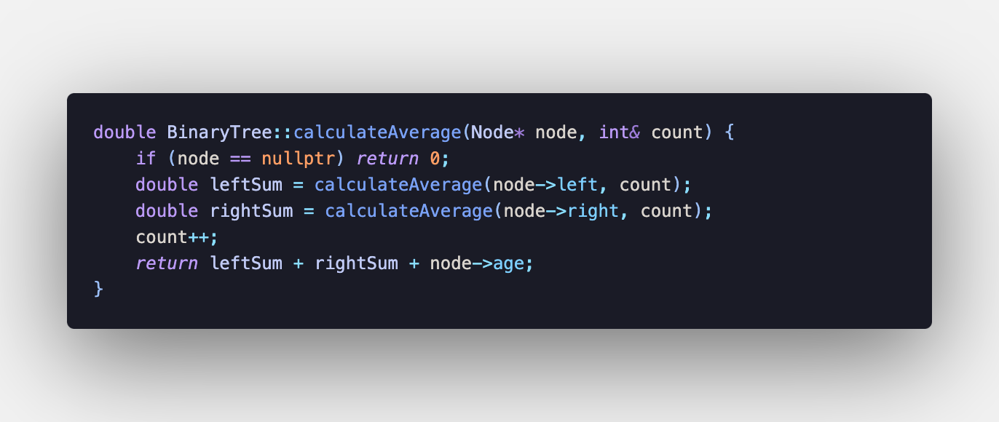 double BinaryTree::calculateAverage(Node* node, int& count) {
    if (node == nullptr) return 0;
    double leftSum = calculateAverage(node->left, count);
    double rightSum = calculateAverage(node->right, count);
    count++;
    return leftSum + rightSum + node->age;
}